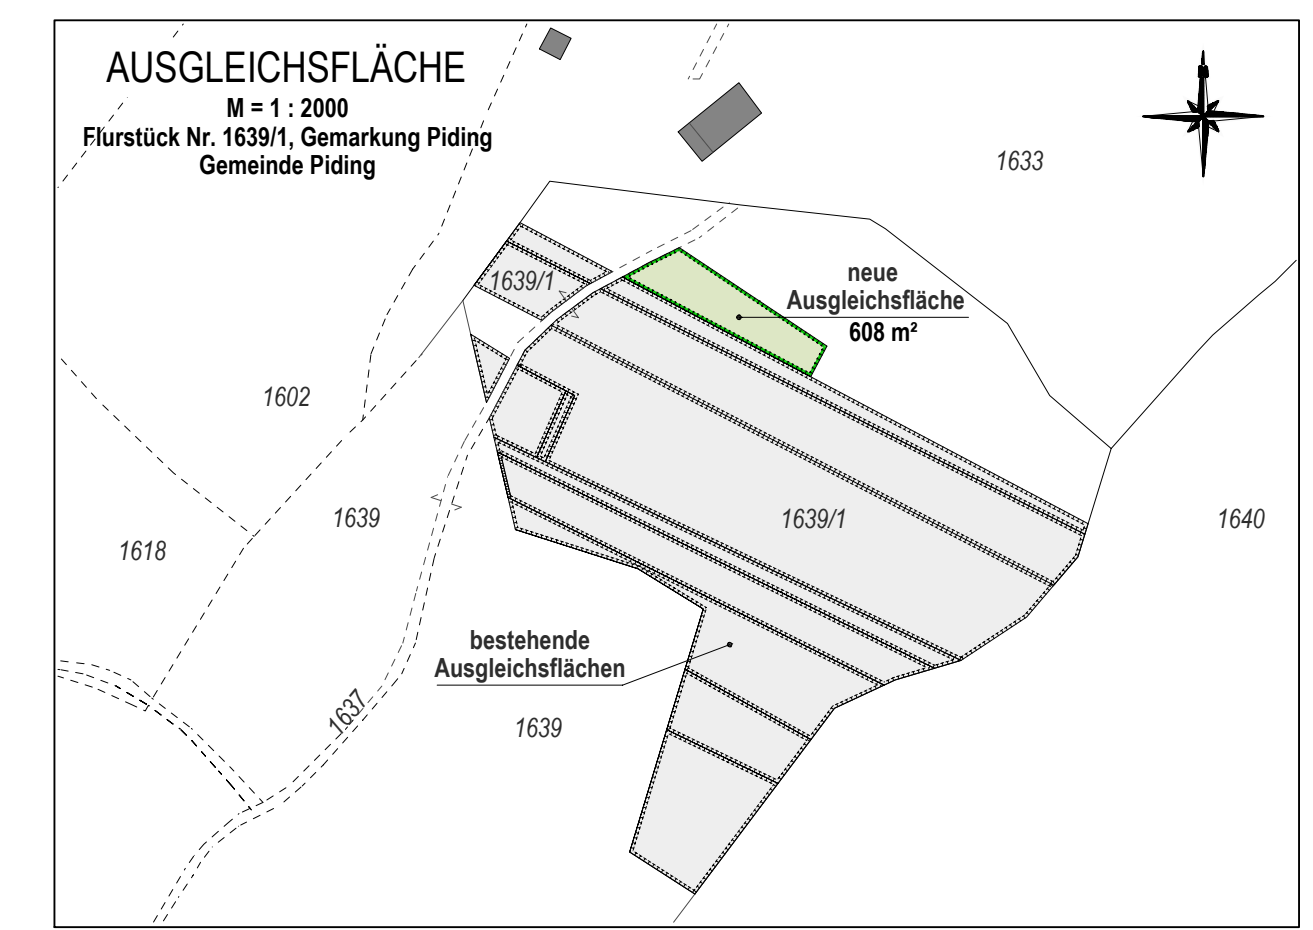 AUSGLEICHSFLÄCHE
M = 1 : 2000
Flurstück Nr. 1639/1, Gemarkung Piding
Gemeinde Piding
1633
1639/1
neue
Ausgleichsfläche
608 m²
1602
1639
1639/1
1640
1618
bestehende
Ausgleichsflächen
1637
1639